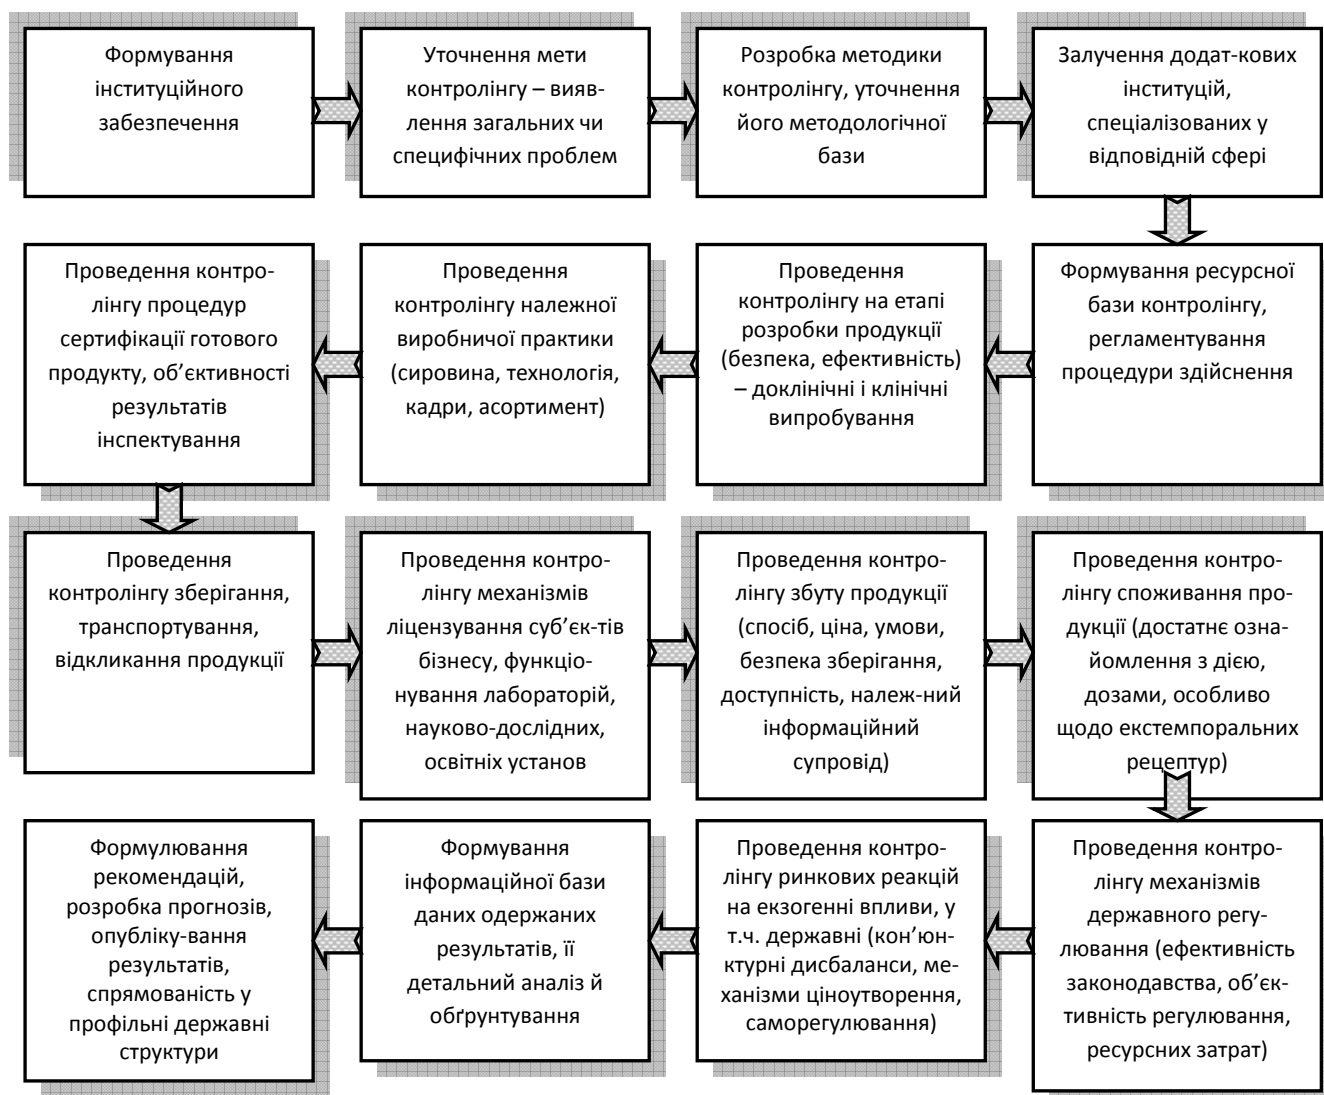 Формування
інституційного
забезпечення
Уточнення мети
контролінгу – вияв-
лення загальних чи
специфічних проблем
Розробка методики
контролінгу, уточнення
його методологічної
бази
Залучення додат-кових
інституцій,
спеціалізованих у
відповідній сфері
Формування ресурсної
бази контролінгу,
регламентування
процедури здійснення
Проведення
контролінгу на етапі
розробки продукції
(безпека, ефективність)
– доклінічні і клінічні
випробування
Проведення
контролінгу належної
виробничої практики
(сировина, технологія,
кадри, асортимент)
Проведення контро-
лінгу процедур
сертифікації готового
продукту, об’єктивності
результатів
інспектування
Проведення
контролінгу зберігання,
транспортування,
відкликання продукції
Проведення контро-
лінгу механізмів
ліцензування суб’єк-тів
бізнесу, функціо-
нування лабораторій,
науково-дослідних,
освітніх установ
Проведення контро-
лінгу збуту продукції
(спосіб, ціна, умови,
безпека зберігання,
доступність, належ-ний
інформаційний
супровід)
Проведення контро-
лінгу споживання про-
дукції (достатнє озна-
йомлення з дією,
дозами, особливо
щодо екстемпоральних
рецептур)
Проведення контро-
лінгу механізмів
державного регу-
лювання (ефективність
законодавства, об’єк-
тивність регулювання,
ресурсних затрат)
Проведення контро-
лінгу ринкових реакцій
на екзогенні впливи, у
т.ч. державні (кон’юн-
ктурні дисбаланси, ме-
ханізми ціноутворення,
саморегулювання)
Формування
інформаційної бази
даних одержаних
результатів, її
детальний аналіз й
обґрунтування
Формулювання
рекомендацій,
розробка прогнозів,
опубліку-вання
результатів,
спрямованість у
профільні державні
структури